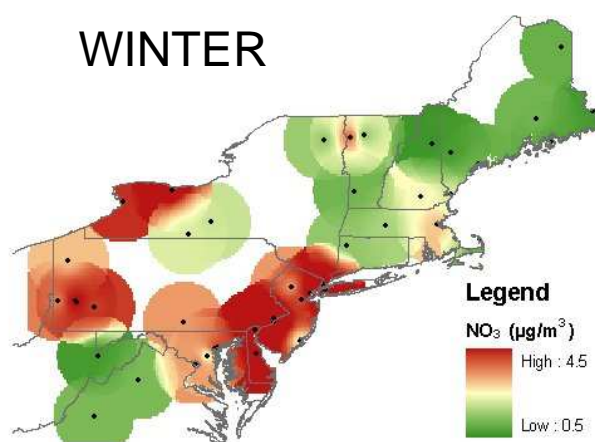 WINTER
Legend
NO₃ (µg/m³)
High : 4.5
Low : 0.5